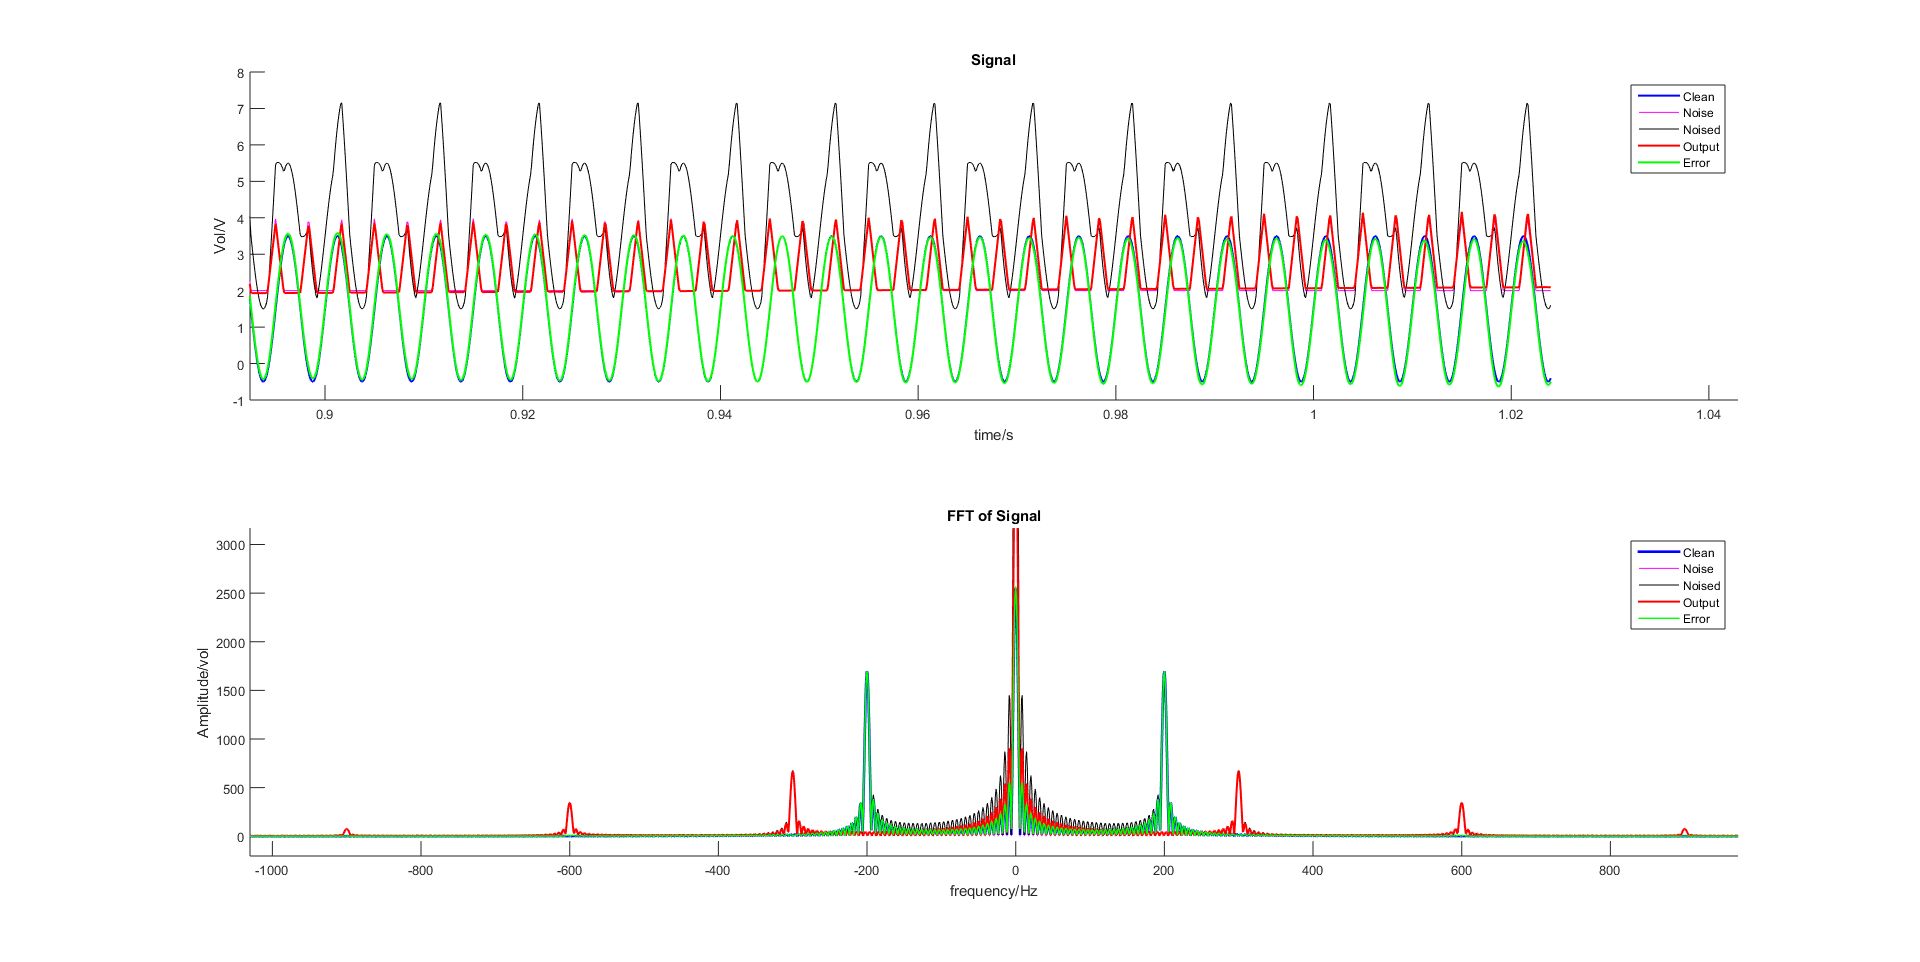 Signal
8
7
6
5
4
3
2
1
0
-1
Vol/V
0.9
0.92
0.94
0.96
0.98
1
1.02
1.04
time/s
Clean
Noise
Noised
Output
Error
FFT of Signal
3000
2500
2000
1500
1000
500
0
Amplitude/vol
-1000
-800
-600
-400
-200
0
200
400
600
800
frequency/Hz
Clean
Noise
Noised
Output
Error